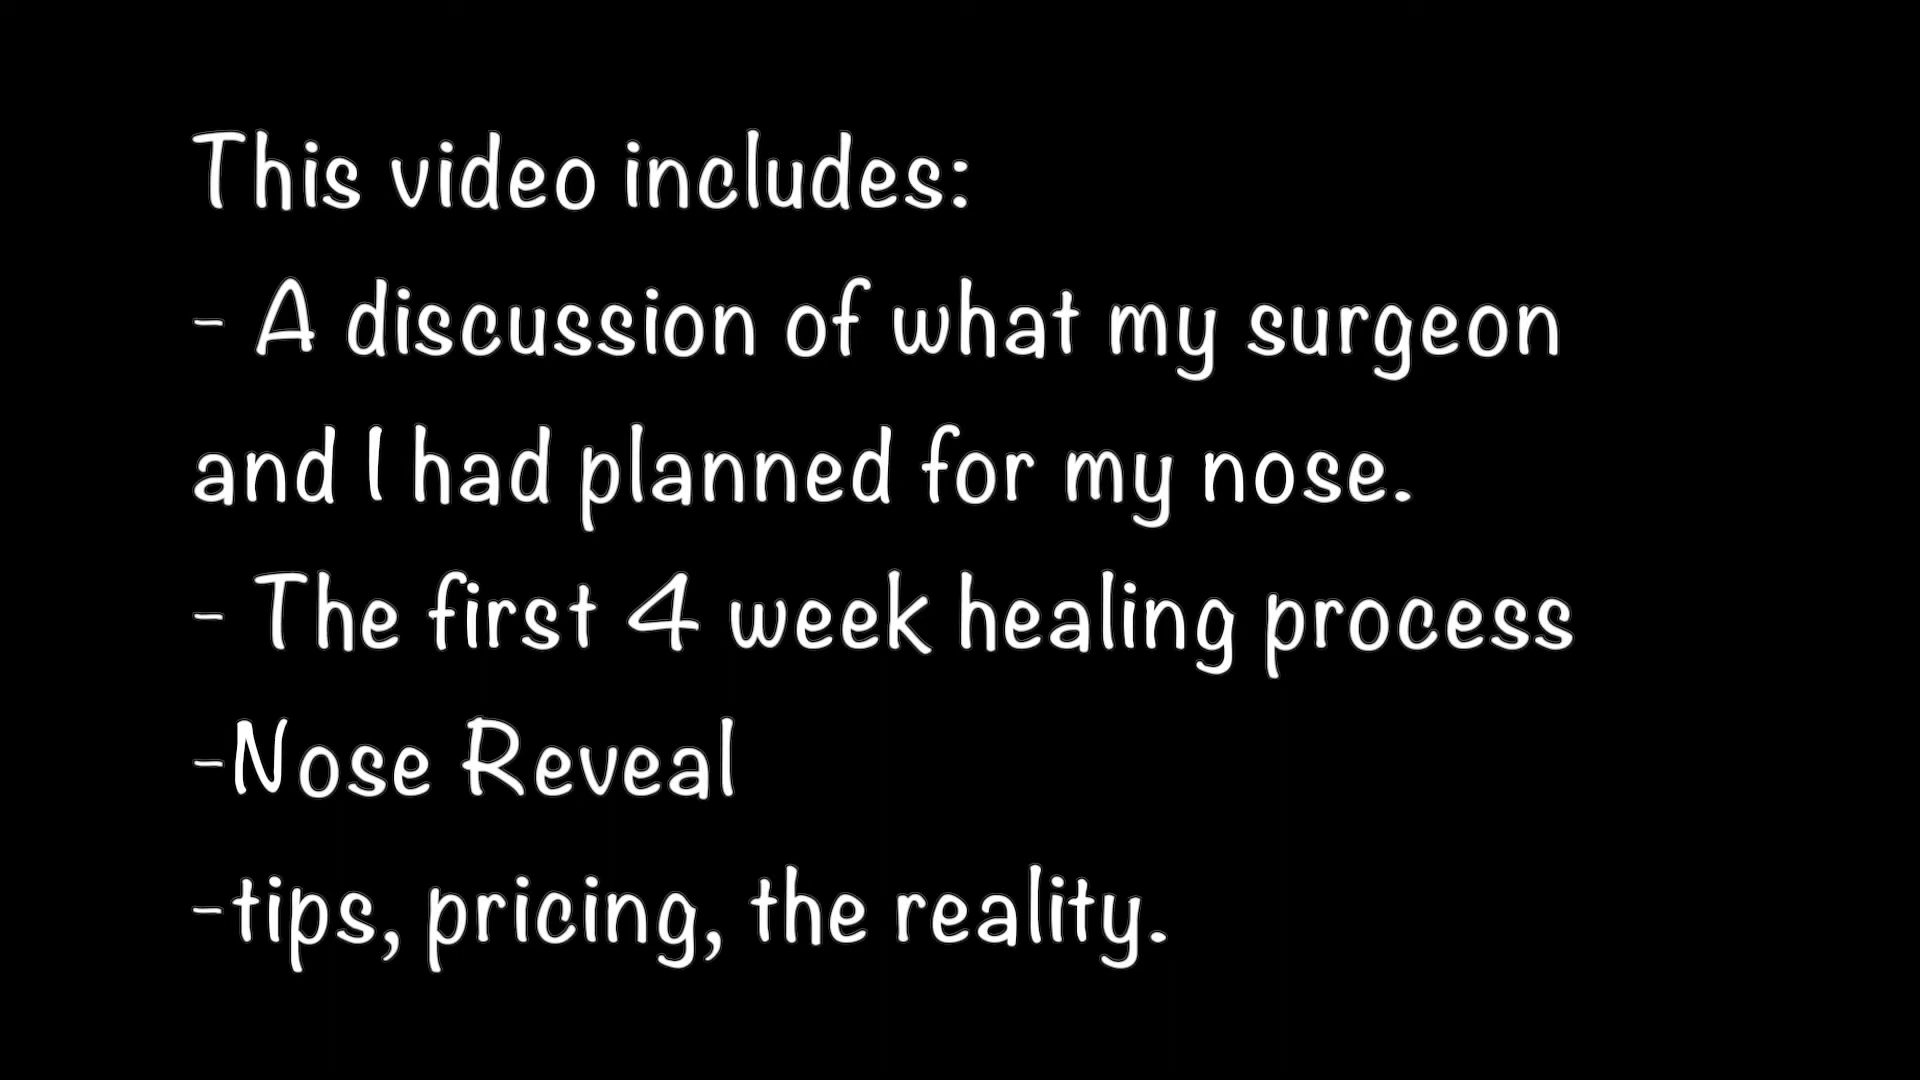 This video includes:
- A discussion of what my surgeon
and I had planned for my nose.
- The first 4 week healing process
-Nose Reveal
-tips, pricing, the reality.